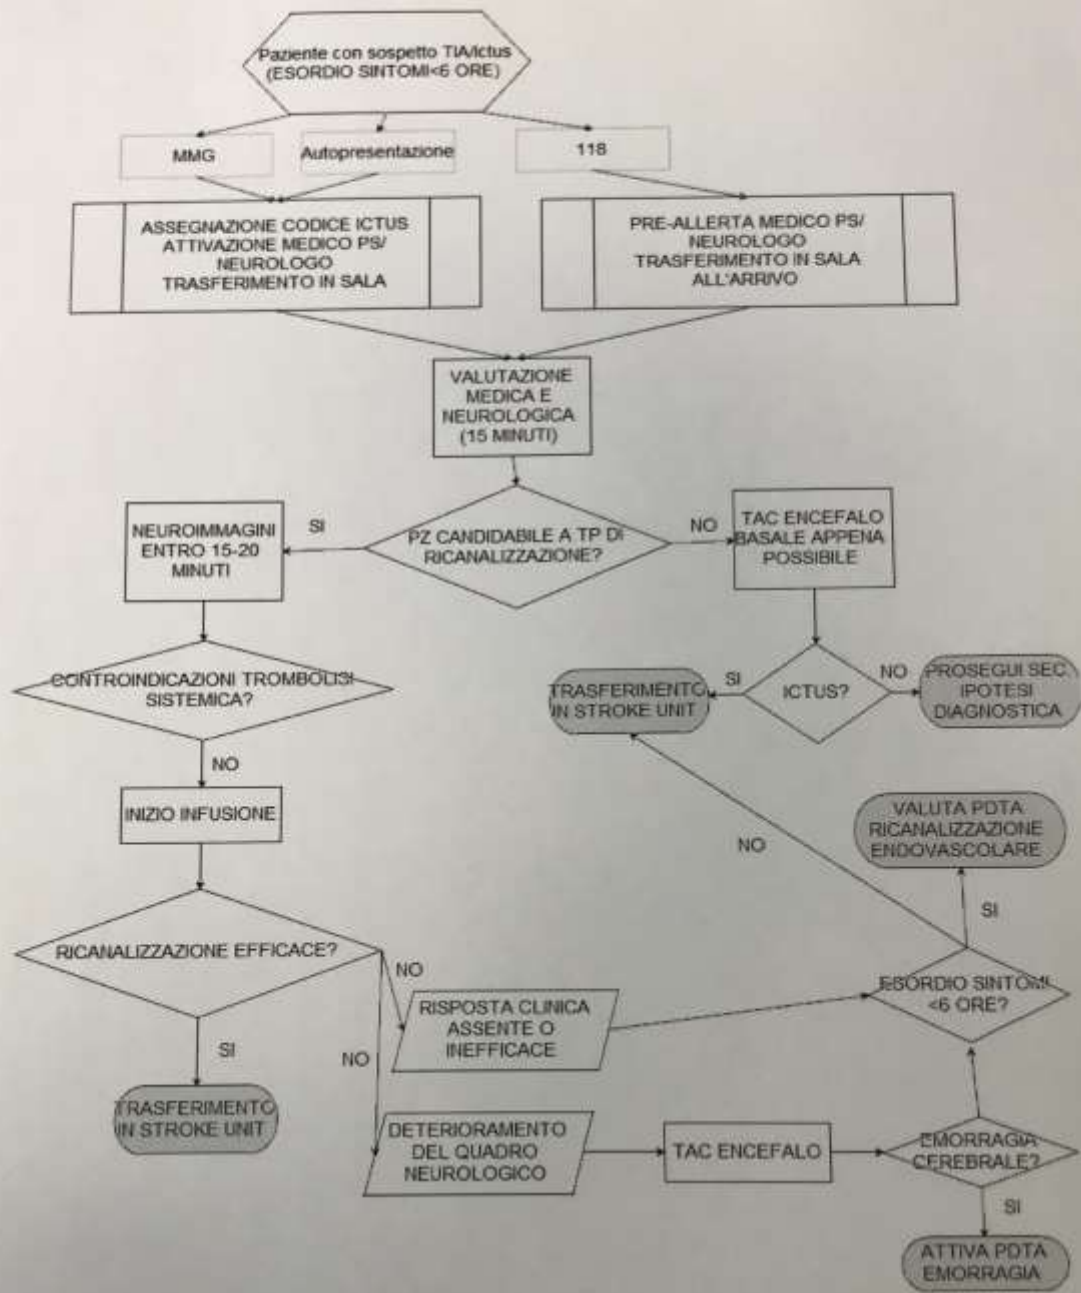 Paziente con sospetto TIA/Ictus
(ESORDIO SINTOMI<6 ORE)
MMG
Autopresentazione
118
ASSEGNAZIONE CODICE ICTUS
ATTIVAZIONE MEDICO PS/
NEUROLOGO
TRASFERIMENTO IN SALA
PRE-ALLERTA MEDICO PS/
NEUROLOGO
TRASFERIMENTO IN SALA
ALL'ARRIVO
VALUTAZIONE
MEDICA E
NEUROLOGICA
(15 MINUTI)
NEUROIMMAGINI
ENTRO 15-20
MINUTI
SI
PZ CANDIDABILE A TP DI
RICANALIZZAZIONE?
NO
TAC ENCEFALO
BASALE APPENA
POSSIBILE
CONTROINDICAZIONI TROMBOLISI
SISTEMICA?
TRASFERIMENTO
IN STROKE UNIT
SI
ICTUS?
NO
PROSEGUI SEC.
IPOTESI
DIAGNOSTICA
NO
INIZIO INFUSIONE
VALUTA PDTA
RICANALIZZAZIONE
ENDOVASCOLARE
NO
SI
RICANALIZZAZIONE EFFICACE?
NO
RISPOSTA CLINICA
ASSENTE O
INEFFICACE
ESORDIO SINTOMI
<6 ORE?
SI
NO
TRASFERIMENTO
IN STROKE UNIT
DETERIORAMENTO
DEL QUADRO
NEUROLOGICO
TAC ENCEFALO
EMORRAGIA
CEREBRALE?
SI
ATTIVA PDTA
EMORRAGIA